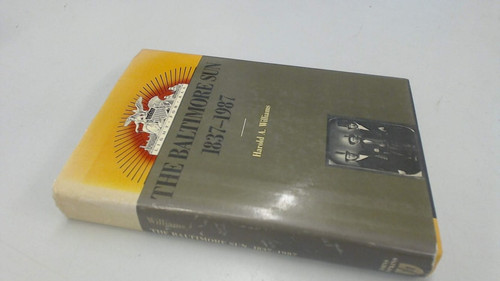 THE BALTIMORE SUN
1837–1987
Harold A. Williams
Williams
THE BALTIMORE SUN, 1837–1987